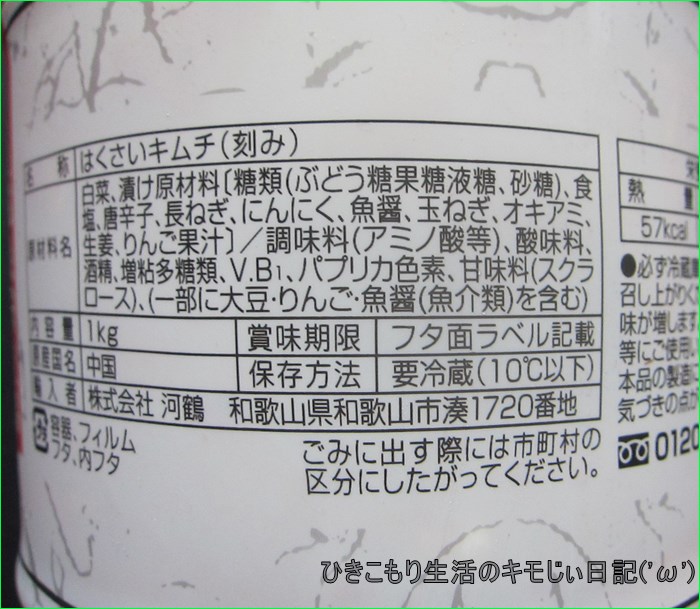 名 称 はくさいキムチ(刻み)
原材料名 白菜、漬け原材料〔糖類(ぶどう糖果糖液糖、砂糖)、食
塩、唐辛子、長ねぎ、にんにく、魚醤、玉ねぎ、オキアミ、
生姜、りんご果汁〕/調味料(アミノ酸等)、酸味料、
酒精、増粘多糖類、V.B₁、パプリカ色素、甘味料(スクラ
ロース)、(一部に大豆・りんご・魚醤(魚介類)を含む)
内容量 1kg 賞味期限 フタ面ラベル記載
原産国名 中国 保存方法 要冷蔵(10℃以下)
輸入者 株式会社 河鶴 和歌山県和歌山市湊1720番地
容器、フィルム
フタ、内フタ
ごみに出す際には市町村の
区分にしたがってください。
熱 量
57kcal
●必ず冷蔵
召し上がりく
味が増します
等にご使用し
本品の製造に
気づきの点が
0120
ひきこもり生活のキモじぃ日記('ω')